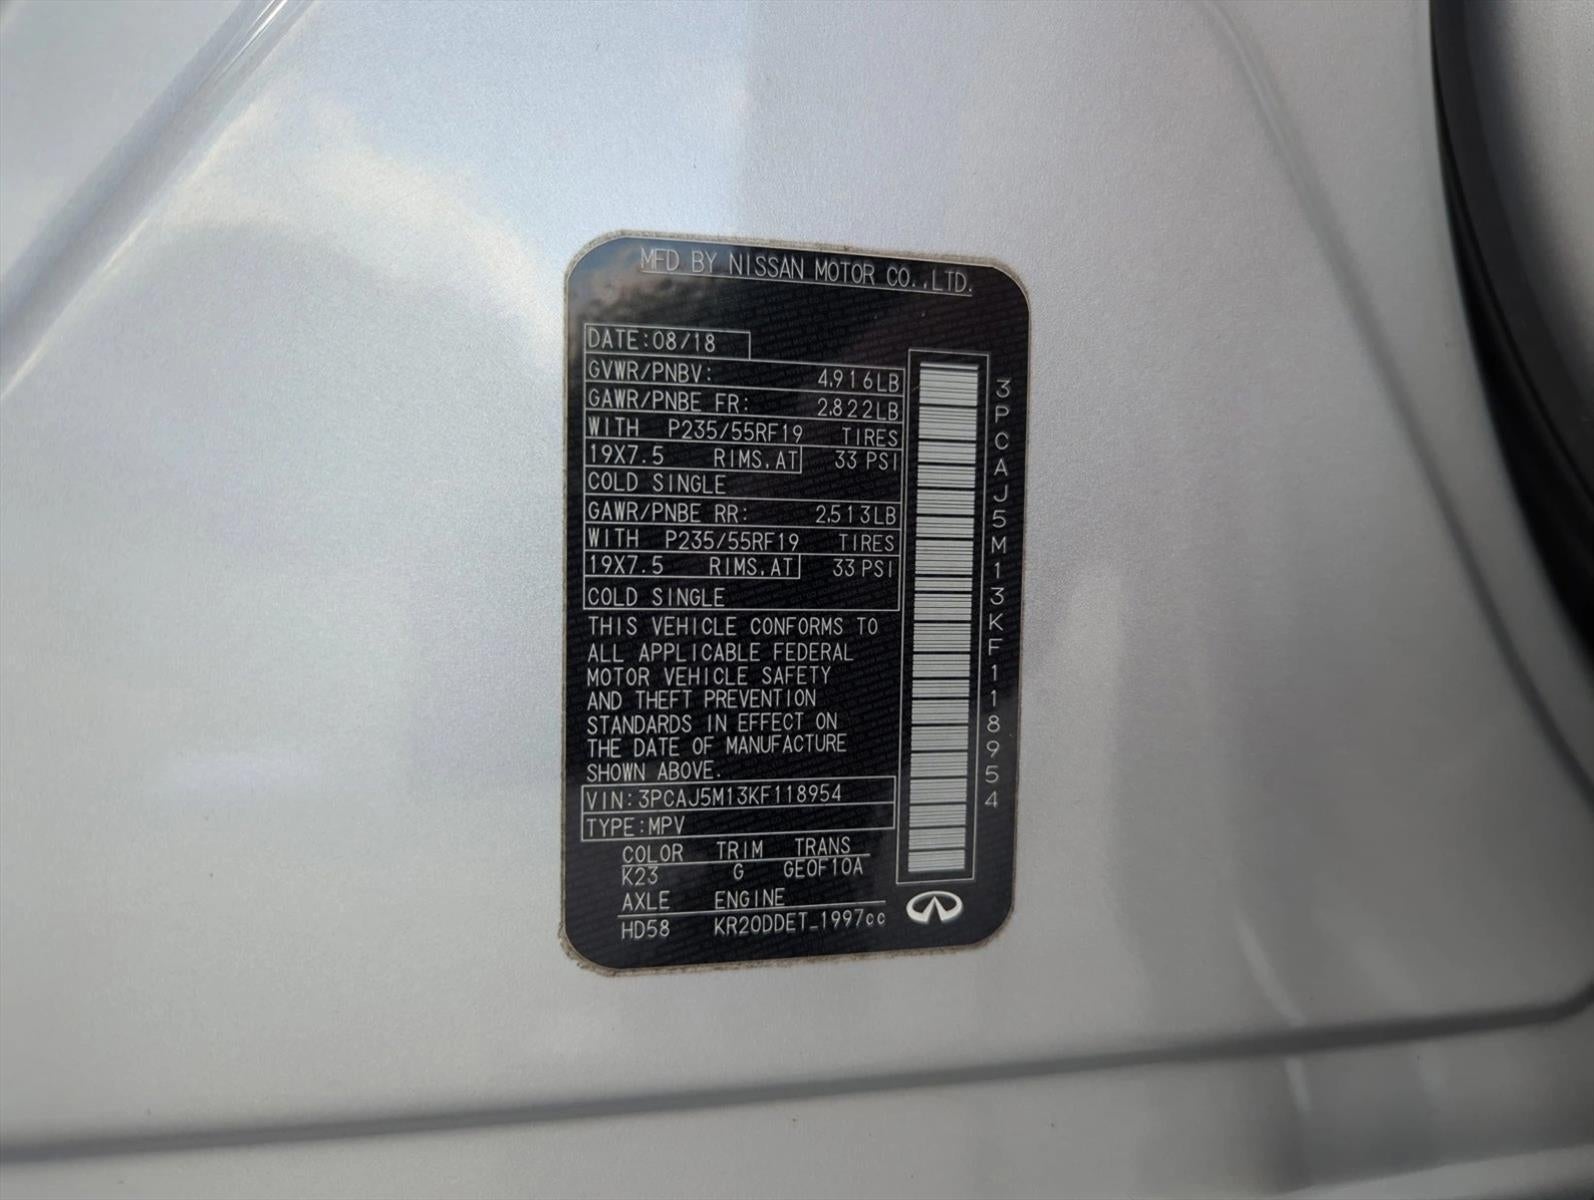 MFD BY NISSAN MOTOR CO.,LTD.
DATE:08/18
GVWR/PNBV: 4,916LB
GAWR/PNBE FR: 2,822LB
WITH P235/55RF19 TIRES
19X7.5 RIMS,AT 33 PSI
COLD SINGLE
GAWR/PNBE RR: 2,513LB
WITH P235/55RF19 TIRES
19X7.5 RIMS,AT 33 PSI
COLD SINGLE
THIS VEHICLE CONFORMS TO
ALL APPLICABLE FEDERAL
MOTOR VEHICLE SAFETY
AND THEFT PREVENTION
STANDARDS IN EFFECT ON
THE DATE OF MANUFACTURE
SHOWN ABOVE.
VIN:3PCAJ5M13KF118954
TYPE:MPV
COLOR TRIM TRANS
K23 G GEOF10A
AXLE ENGINE
HD58 KR20DDET_1997cc
3PCAJ5M13KF118954